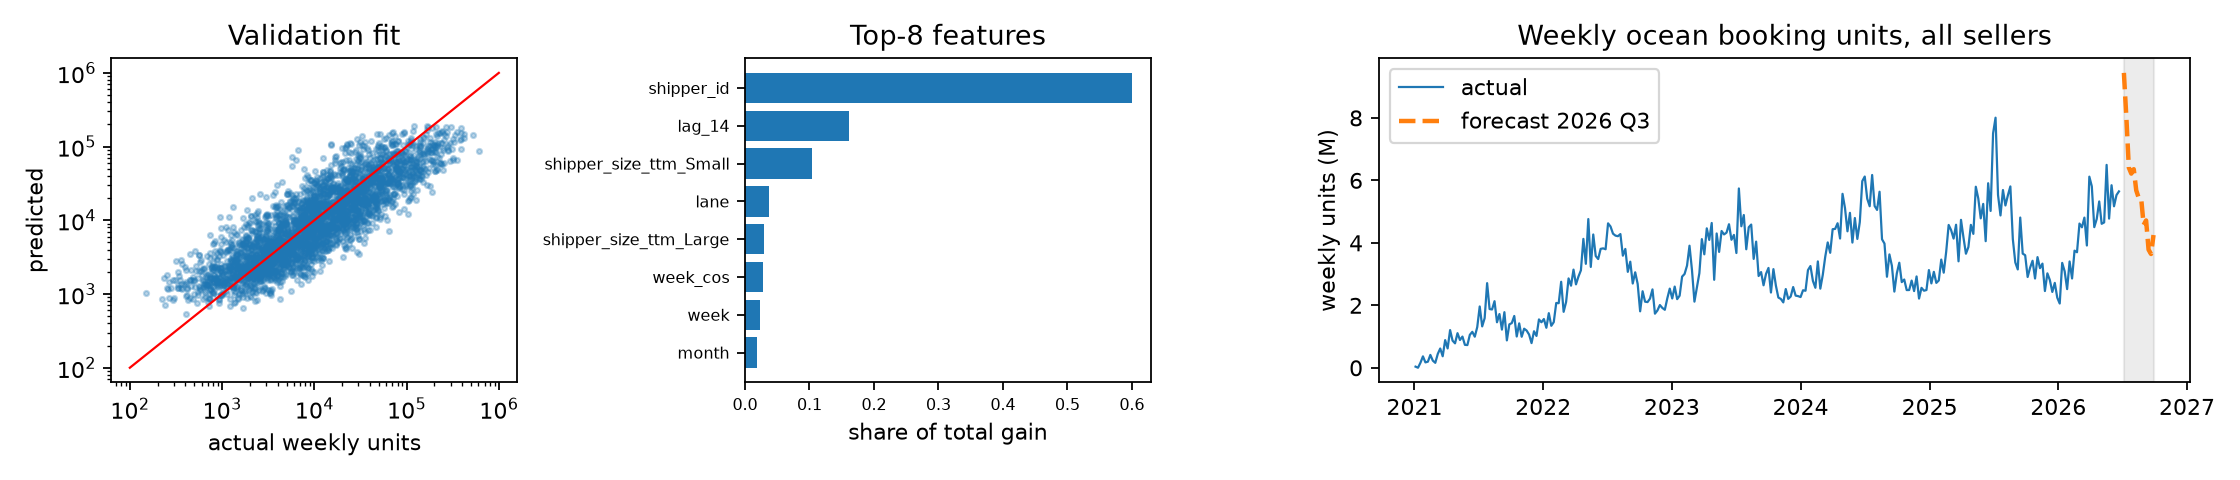 Validation fit
10^6
10^5
10^4
10^3
10^2
predicted
10^2 10^3 10^4 10^5 10^6
actual weekly units
Top-8 features
shipper_id
lag_14
shipper_size_ttm_Small
lane
shipper_size_ttm_Large
week_cos
week
month
0.0 0.1 0.2 0.3 0.4 0.5 0.6
share of total gain
Weekly ocean booking units, all sellers
actual
forecast 2026 Q3
8
6
4
2
0
weekly units (M)
2021 2022 2023 2024 2025 2026 2027